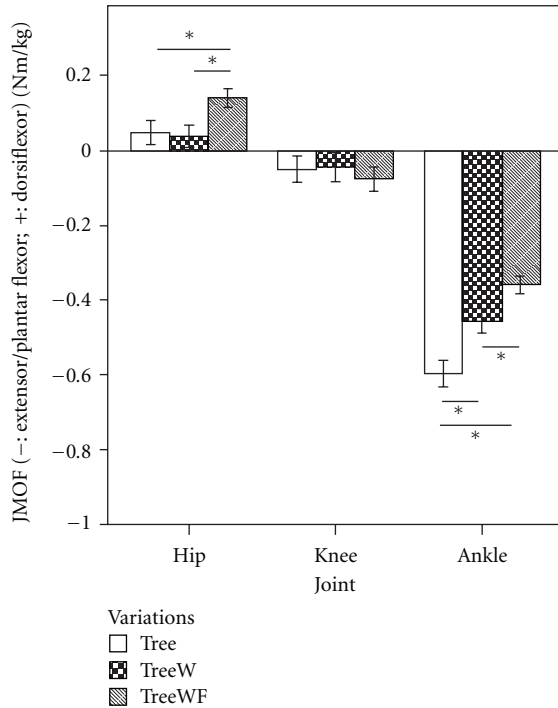 JMOF (−: extensor/plantar flexor; +: dorsiflexor) (Nm/kg)
0.2
0
−0.2
−0.4
−0.6
−0.8
−1
*
*
*
*
*
Hip Knee Ankle
Joint
Variations
Tree
TreeW
TreeWF